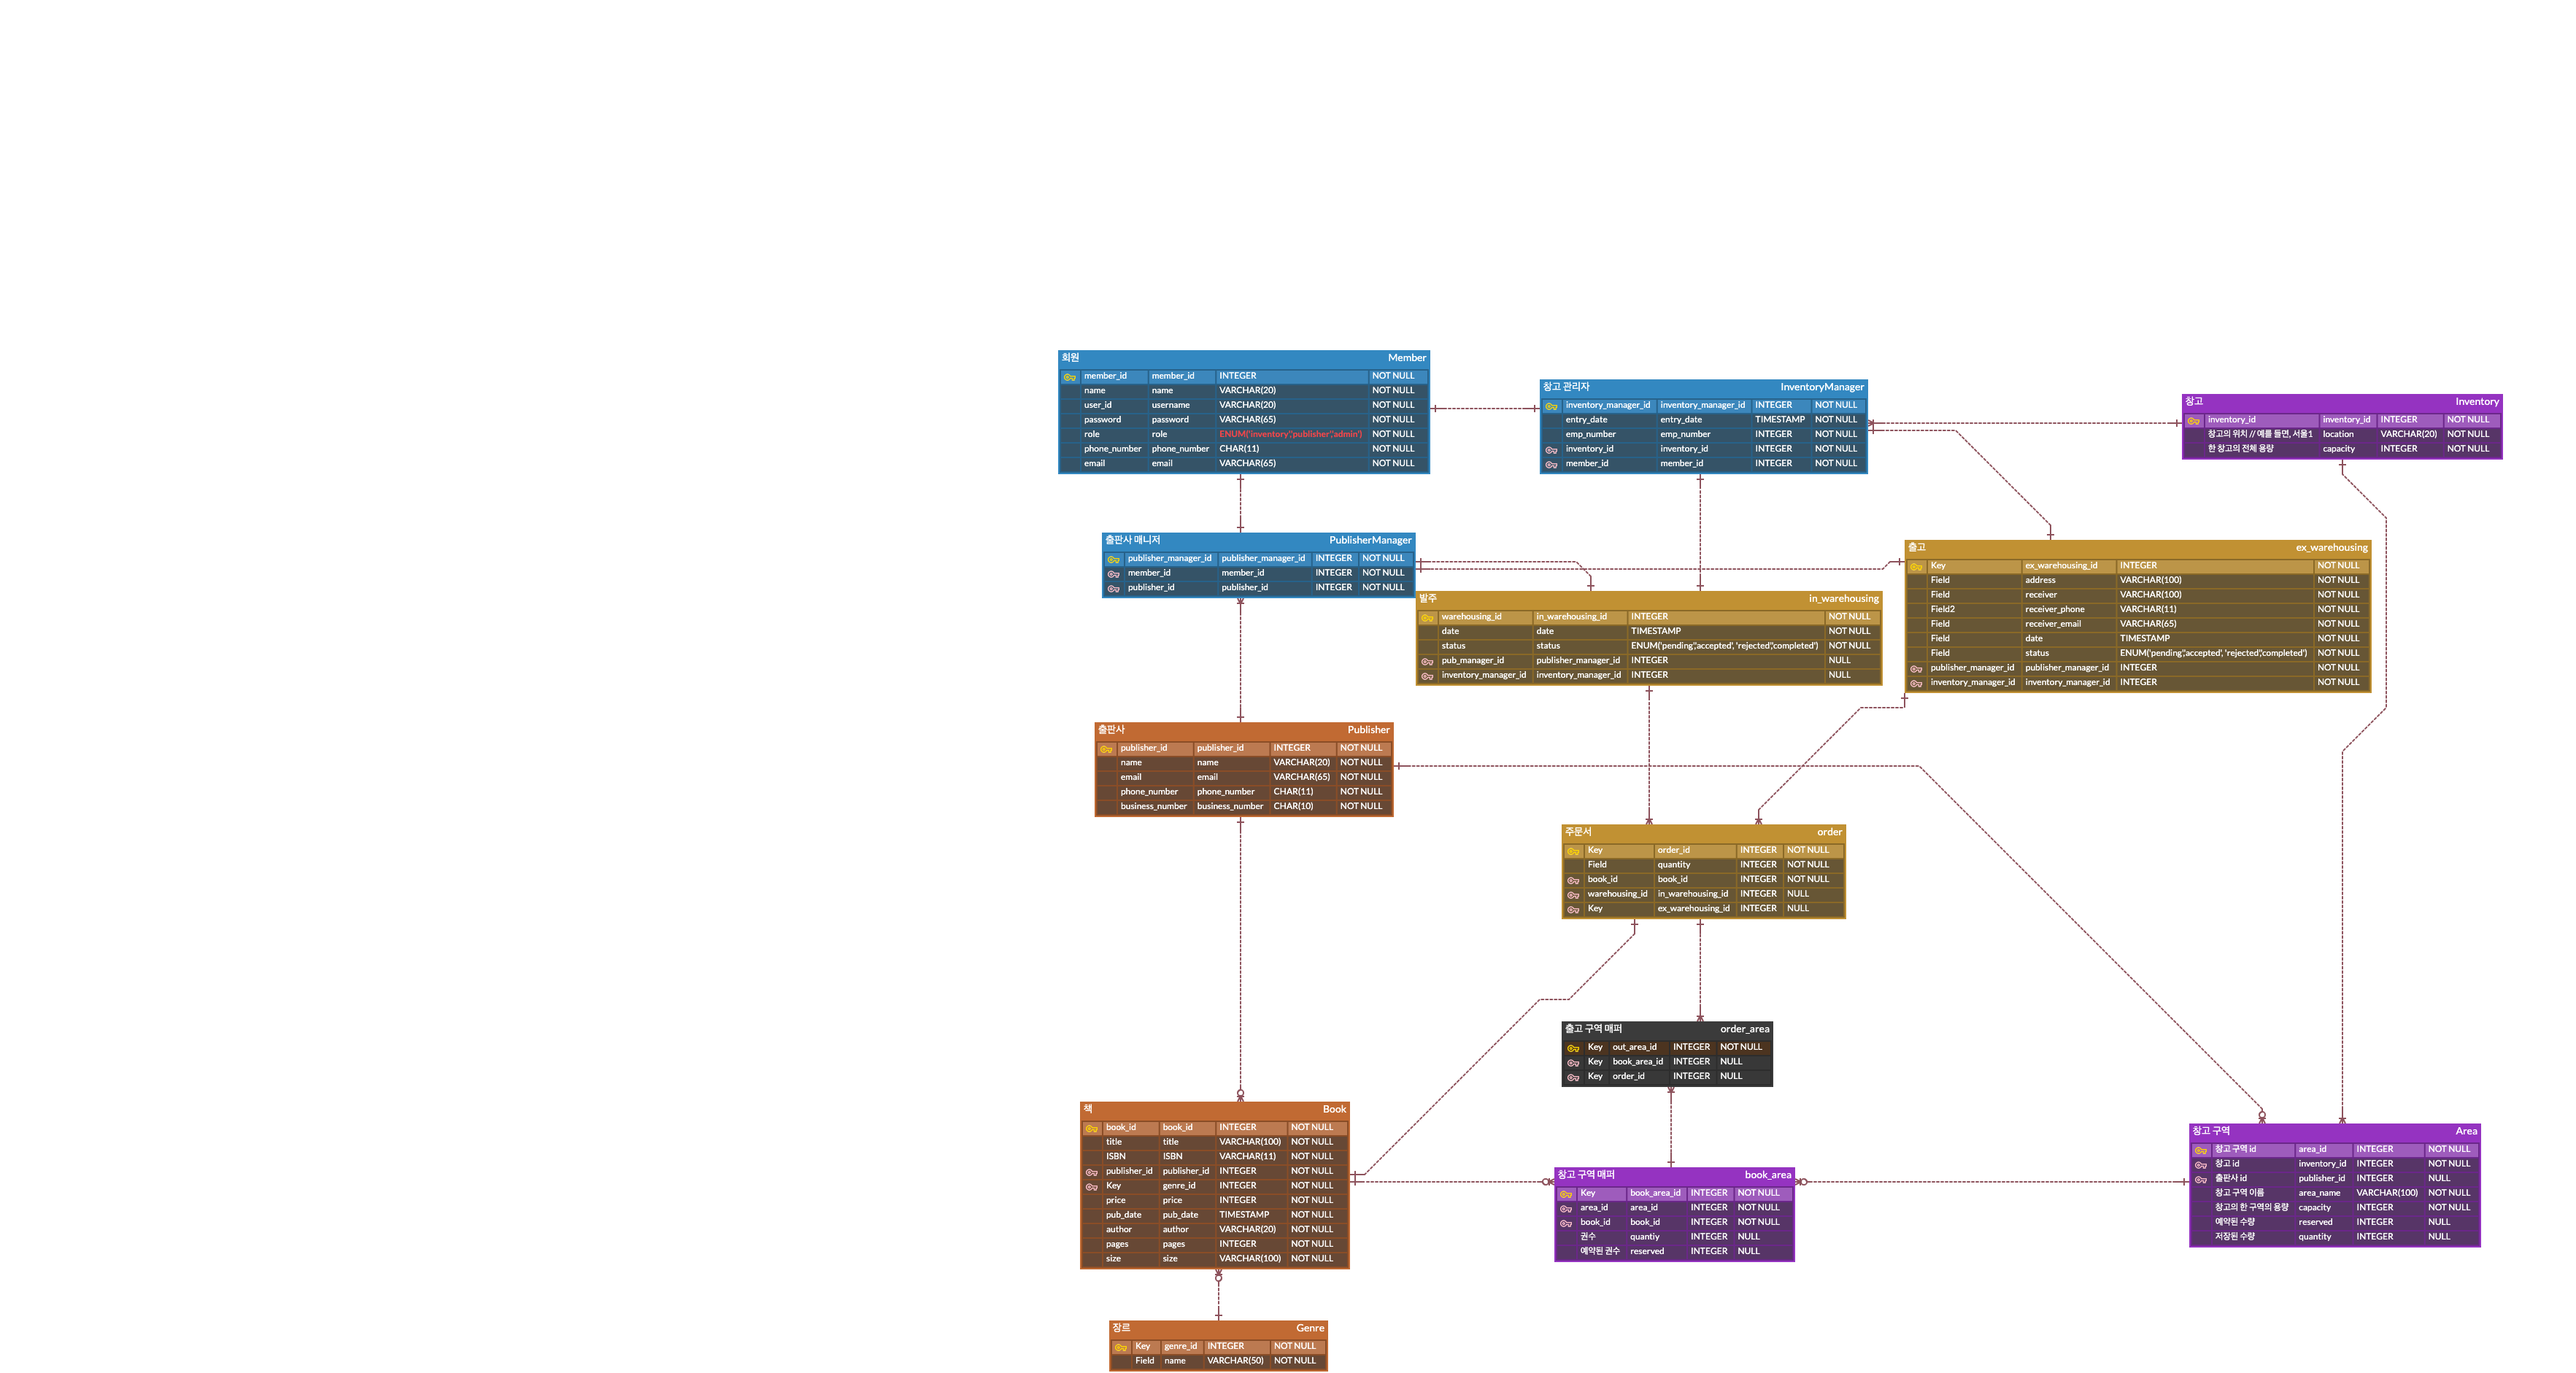 회원 Member
member_id member_id INTEGER NOT NULL
name name VARCHAR(20) NOT NULL
user_id username VARCHAR(20) NOT NULL
password password VARCHAR(65) NOT NULL
role role ENUM('inventory','publisher','admin') NOT NULL
phone_number phone_number CHAR(11) NOT NULL
email email VARCHAR(65) NOT NULL
창고 관리자 InventoryManager
inventory_manager_id inventory_manager_id INTEGER NOT NULL
entry_date entry_date TIMESTAMP NOT NULL
emp_number emp_number INTEGER NOT NULL
inventory_id inventory_id INTEGER NOT NULL
member_id member_id INTEGER NOT NULL
창고 Inventory
inventory_id inventory_id INTEGER NOT NULL
창고의 위치 // 예를 들면, 서울1 location VARCHAR(20) NOT NULL
한 창고의 전체 용량 capacity INTEGER NOT NULL
출판사 매니저 PublisherManager
publisher_manager_id publisher_manager_id INTEGER NOT NULL
member_id member_id INTEGER NOT NULL
publisher_id publisher_id INTEGER NOT NULL
발주 in_warehousing
warehousing_id in_warehousing_id INTEGER NOT NULL
date date TIMESTAMP NOT NULL
status status ENUM('pending','accepted', 'rejected','completed') NOT NULL
pub_manager_id publisher_manager_id INTEGER NULL
inventory_manager_id inventory_manager_id INTEGER NULL
출고 ex_warehousing
Key ex_warehousing_id INTEGER NOT NULL
Field address VARCHAR(100) NOT NULL
Field receiver VARCHAR(100) NOT NULL
Field2 receiver_phone VARCHAR(11) NOT NULL
Field receiver_email VARCHAR(65) NOT NULL
Field date TIMESTAMP NOT NULL
Field status ENUM('pending','accepted', 'rejected','completed') NOT NULL
publisher_manager_id publisher_manager_id INTEGER NOT NULL
inventory_manager_id inventory_manager_id INTEGER NOT NULL
출판사 Publisher
publisher_id publisher_id INTEGER NOT NULL
name name VARCHAR(20) NOT NULL
email email VARCHAR(65) NOT NULL
phone_number phone_number CHAR(11) NOT NULL
business_number business_number CHAR(10) NOT NULL
주문서 order
Key order_id INTEGER NOT NULL
Field quantity INTEGER NOT NULL
book_id book_id INTEGER NOT NULL
warehousing_id in_warehousing_id INTEGER NULL
Key ex_warehousing_id INTEGER NULL
출고 구역 매퍼 order_area
Key out_area_id INTEGER NOT NULL
Key book_area_id INTEGER NULL
Key order_id INTEGER NULL
책 Book
book_id book_id INTEGER NOT NULL
title title VARCHAR(100) NOT NULL
ISBN ISBN VARCHAR(11) NOT NULL
publisher_id publisher_id INTEGER NOT NULL
Key genre_id INTEGER NOT NULL
price price INTEGER NOT NULL
pub_date pub_date TIMESTAMP NOT NULL
author author VARCHAR(20) NOT NULL
pages pages INTEGER NOT NULL
size size VARCHAR(100) NOT NULL
창고 구역 매퍼 book_area
Key book_area_id INTEGER NOT NULL
area_id area_id INTEGER NOT NULL
book_id book_id INTEGER NOT NULL
권수 quantiy INTEGER NULL
예약된 권수 reserved INTEGER NULL
창고 구역 Area
창고 구역 id area_id INTEGER NOT NULL
창고 id inventory_id INTEGER NOT NULL
출판사 id publisher_id INTEGER NULL
창고 구역 이름 area_name VARCHAR(100) NOT NULL
창고의 한 구역의 용량 capacity INTEGER NOT NULL
예약된 수량 reserved INTEGER NULL
저장된 수량 quantity INTEGER NULL
장르 Genre
Key genre_id INTEGER NOT NULL
Field name VARCHAR(50) NOT NULL